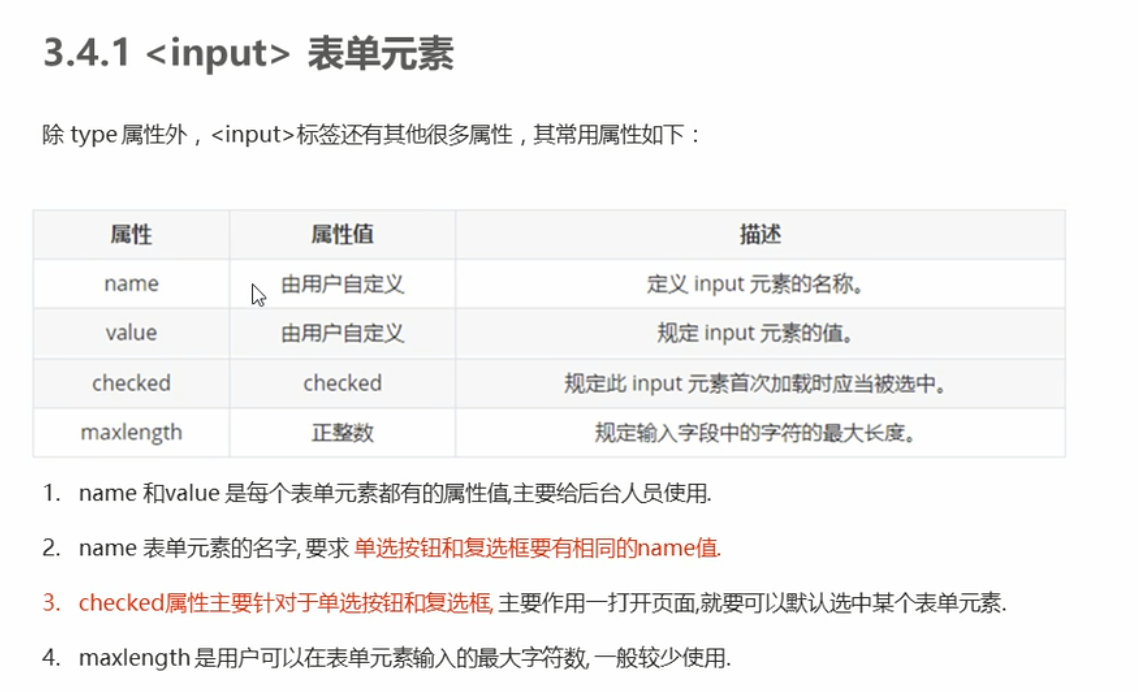 3.4.1 <input> 表单元素
除 type 属性外，<input>标签还有其他很多属性，其常用属性如下：
属性 属性值 描述
name 由用户自定义 定义 input 元素的名称。
value 由用户自定义 规定 input 元素的值。
checked checked 规定此 input 元素首次加载时应当被选中。
maxlength 正整数 规定输入字段中的字符的最大长度。
1. name 和value 是每个表单元素都有的属性值,主要给后台人员使用.
2. name 表单元素的名字, 要求 单选按钮和复选框要有相同的name值.
3. checked属性主要针对于单选按钮和复选框, 主要作用一打开页面,就要可以默认选中某个表单元素.
4. maxlength 是用户可以在表单元素输入的最大字符数, 一般较少使用.